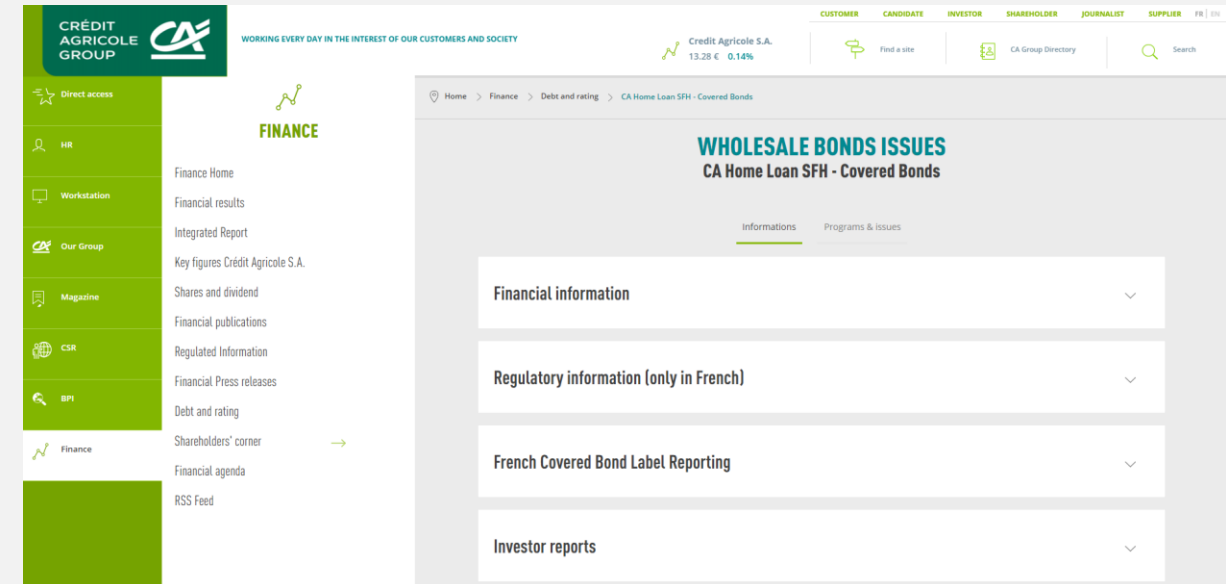 CUSTOMER CANDIDATE INVESTOR SHAREHOLDER JOURNALIST SUPPLIER FR | EN
CRÉDIT
AGRICOLE
GROUP
WORKING EVERY DAY IN THE INTEREST OF OUR CUSTOMERS AND SOCIETY
Credit Agricole S.A.
13.28 € 0.14%
Find a site
CA Group Directory
Search
Direct access
HR
Workstation
Our Group
Magazine
CSR
BPI
Finance
FINANCE
Finance Home
Financial results
Integrated Report
Key figures Crédit Agricole S.A.
Shares and dividend
Financial publications
Regulated Information
Financial Press releases
Debt and rating
Shareholders' corner
Financial agenda
RSS Feed
Home > Finance > Debt and rating > CA Home Loan SFH - Covered Bonds
WHOLESALE BONDS ISSUES
CA Home Loan SFH - Covered Bonds
Informations Programs & issues
Financial information
Regulatory information (only in French)
French Covered Bond Label Reporting
Investor reports